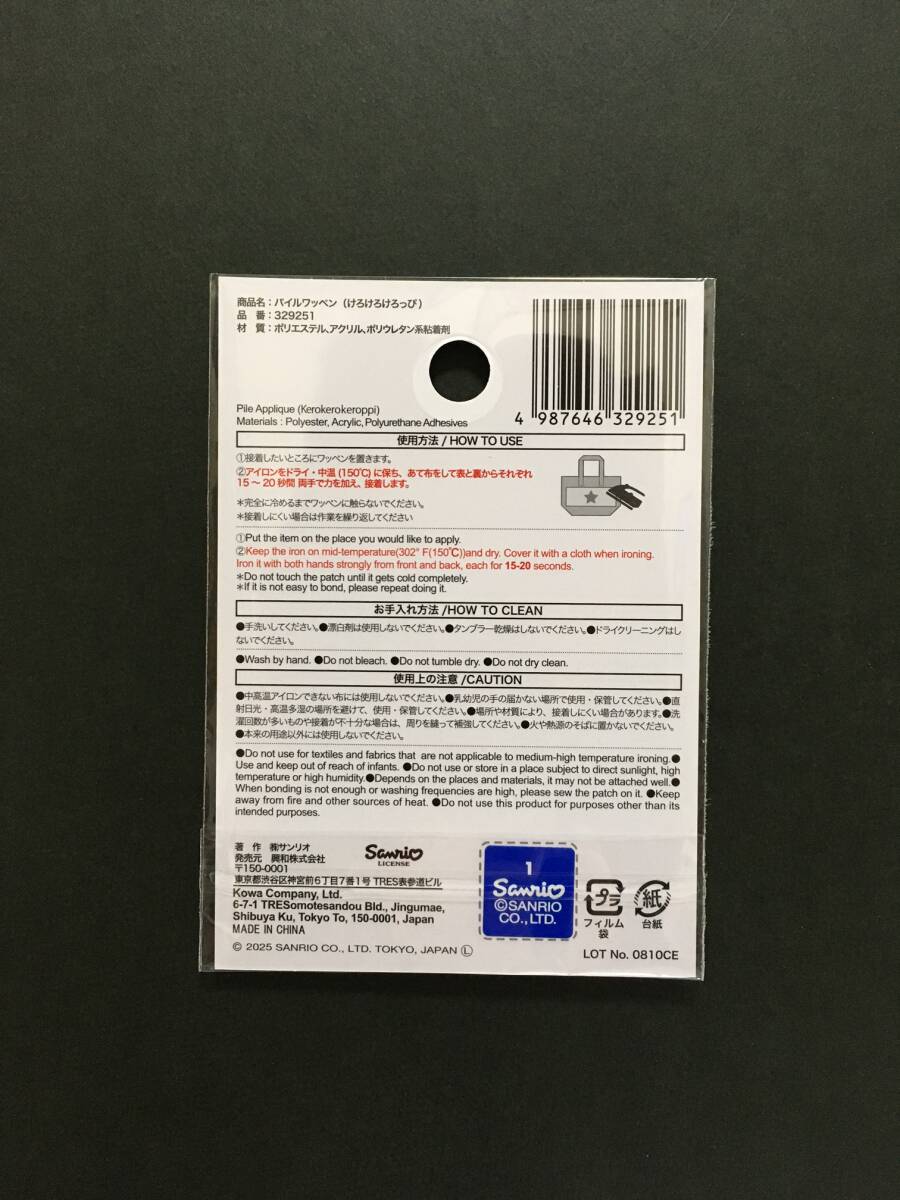 商品名：パイルワッペン（けろけろけろっぴ）
品　番：329251
材　質：ポリエステル、アクリル、ポリウレタン系粘着剤
Pile Applique (Kerokerokeroppi)
Materials : Polyester, Acrylic, Polyurethane Adhesives
4 987646 329251
使用方法 / HOW TO USE
①接着したいところにワッペンを置きます。
②アイロンをドライ・中温(150℃)に保ち、あて布をして表と裏からそれぞれ
15～20秒間 両手で力を加え、接着します。
＊完全に冷めるまでワッペンに触らないでください。
＊接着しにくい場合は作業を繰り返してください
①Put the item on the place you would like to apply.
②Keep the iron on mid-temperature(302° F(150℃))and dry. Cover it with a cloth when ironing.
Iron it with both hands strongly from front and back, each for 15-20 seconds.
＊Do not touch the patch until it gets cold completely.
＊If it is not easy to bond, please repeat doing it.
お手入れ方法 /HOW TO CLEAN
●手洗いしてください。●漂白剤は使用しないでください。●タンブラー乾燥はしないでください。●ドライクリーニングはし
ないでください。
●Wash by hand. ●Do not bleach. ●Do not tumble dry. ●Do not dry clean.
使用上の注意 /CAUTION
●中高温アイロンできない布には使用しないでください。●乳幼児の手の届かない場所で使用・保管してください。●直
射日光・高温多湿の場所を避けて、使用・保管してください。●場所や材質により、接着しにくい場合があります。●洗
濯回数が多いものや接着が不十分な場合は、周りを縫って補強してください。●火や熱源のそばに置かないでください。
●本来の用途以外には使用しないでください。
●Do not use for textiles and fabrics that are not applicable to medium-high temperature ironing.●
Use and keep out of reach of infants. ●Do not use or store in a place subject to direct sunlight, high
temperature or high humidity.●Depends on the places and materials, it may not be attached well.●
When bonding is not enough or washing frequencies are high, please sew the patch on it. ●Keep
away from fire and other sources of heat. ●Do not use this product for purposes other than its
intended purposes.
著　作　㈱サンリオ
発売元　興和株式会社
〒150-0001
東京都渋谷区神宮前6丁目7番1号 TRES表参道ビル
Kowa Company, Ltd.
6-7-1 TRESomotesandou Bld., Jingumae,
Shibuya Ku, Tokyo To, 150-0001, Japan
MADE IN CHINA
© 2025 SANRIO CO., LTD. TOKYO, JAPAN Ⓛ
Sanrio
LICENSE
1
Sanrio
©SANRIO
CO., LTD.
プラ
フィルム
袋
紙
台紙
LOT No. 0810CE